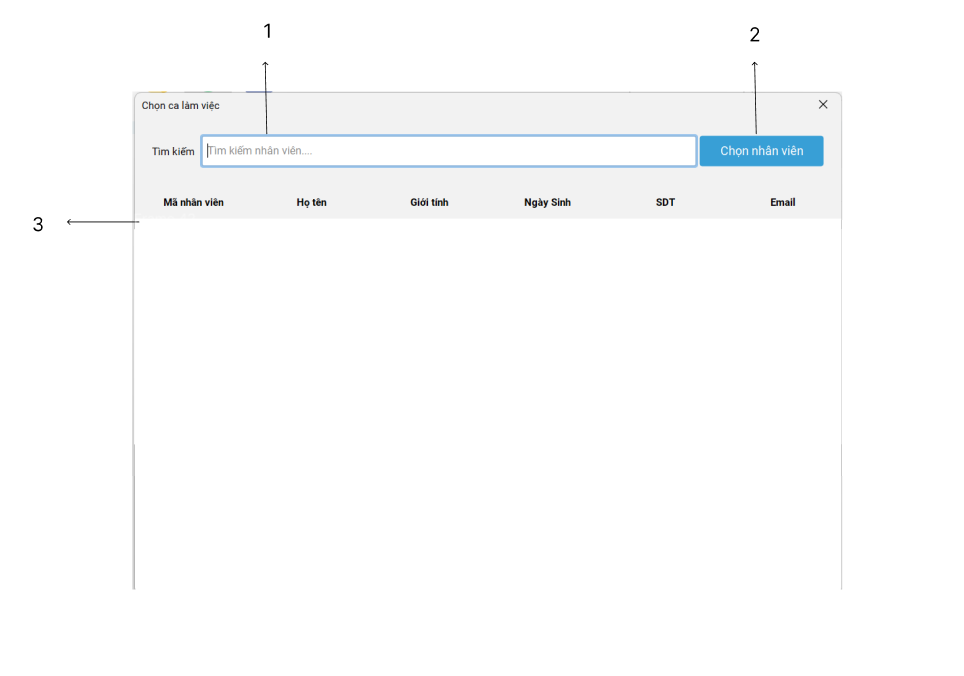 1
2
Chọn ca làm việc
Tìm kiếm Tìm kiếm nhân viên.... Chọn nhân viên
Mã nhân viên Họ tên Giới tính Ngày Sinh SDT Email
3